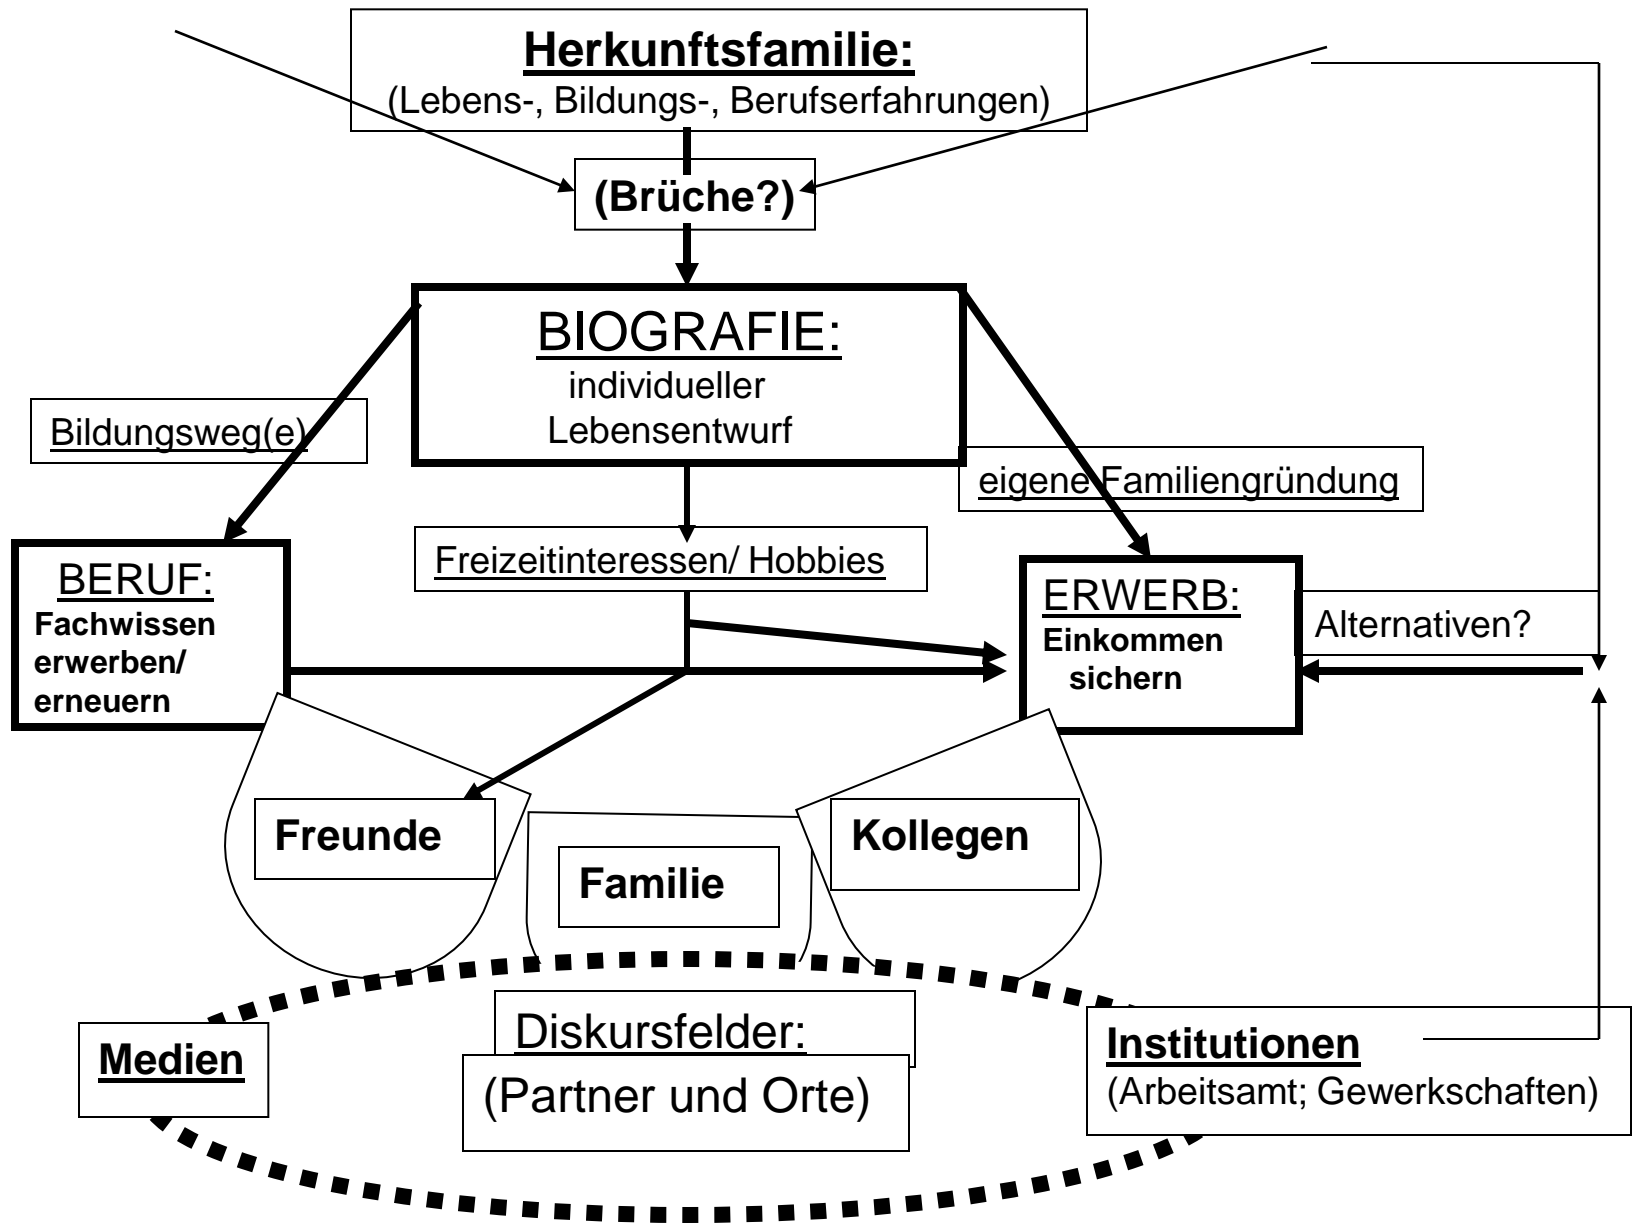 Herkunftsfamilie:
(Lebens-, Bildungs-, Berufserfahrungen)
(Brüche?)
BIOGRAFIE:
individueller
Lebensentwurf
Bildungsweg(e)
eigene Familiengründung
Freizeitinteressen/ Hobbies
BERUF:
Fachwissen
erwerben/
erneuern
ERWERB:
Einkommen
sichern
Alternativen?
Freunde
Familie
Kollegen
Medien
Diskursfelder:
(Partner und Orte)
Institutionen
(Arbeitsamt; Gewerkschaften)